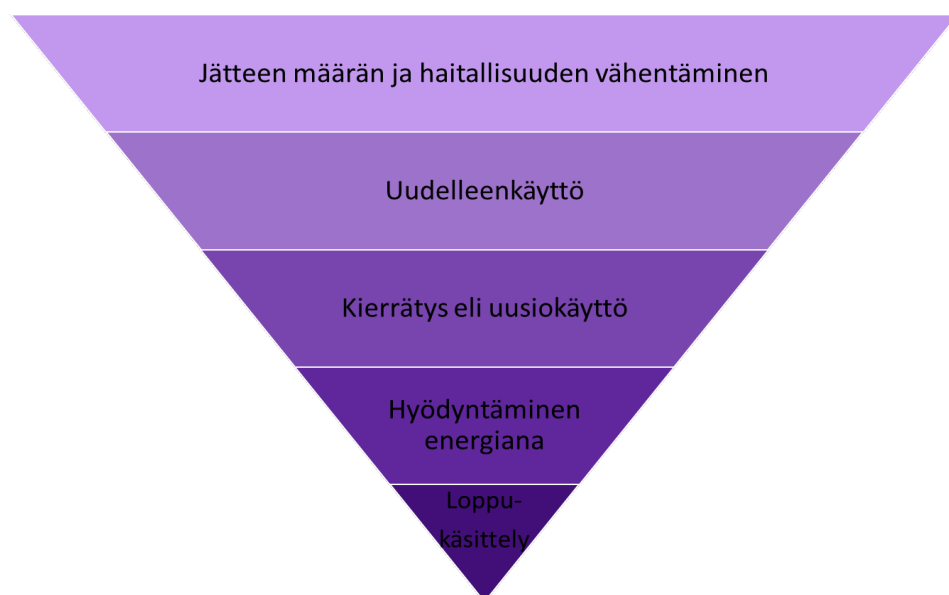 Jätteen määrän ja haitallisuuden vähentäminen
Uudelleenkäyttö
Kierrätys eli uusiokäyttö
Hyödyntäminen
energiana
Loppu-
käsittely